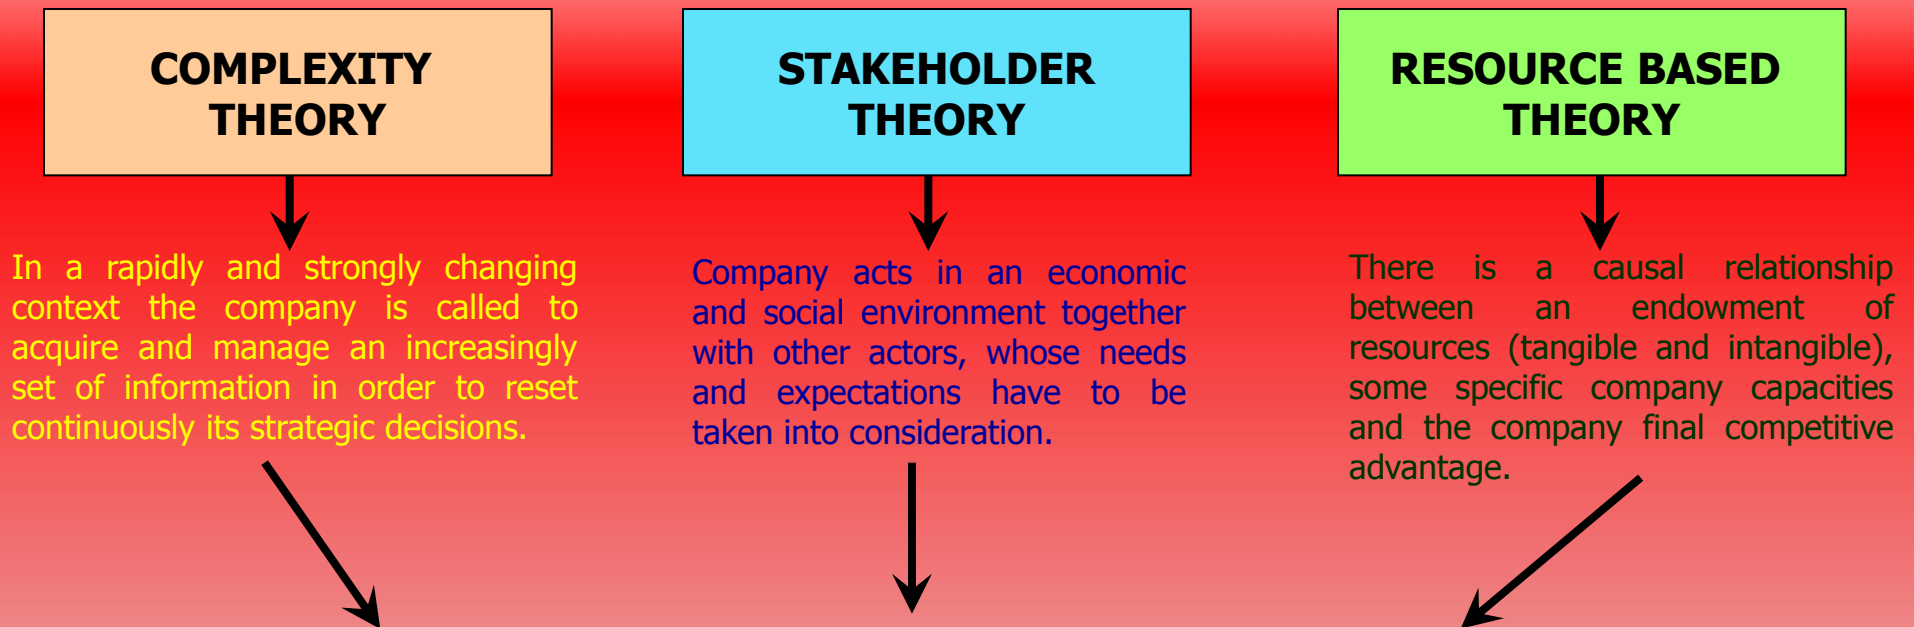 COMPLEXITY
THEORY
In a rapidly and strongly changing
context the company is called to
acquire and manage an increasingly
set of information in order to reset
continuously its strategic decisions.
STAKEHOLDER
THEORY
Company acts in an economic
and social environment together
with other actors, whose needs
and expectations have to be
taken into consideration.
RESOURCE BASED
THEORY
There is a causal relationship
between an endowment of
resources (tangible and intangible),
some specific company capacities
and the company final competitive
advantage.